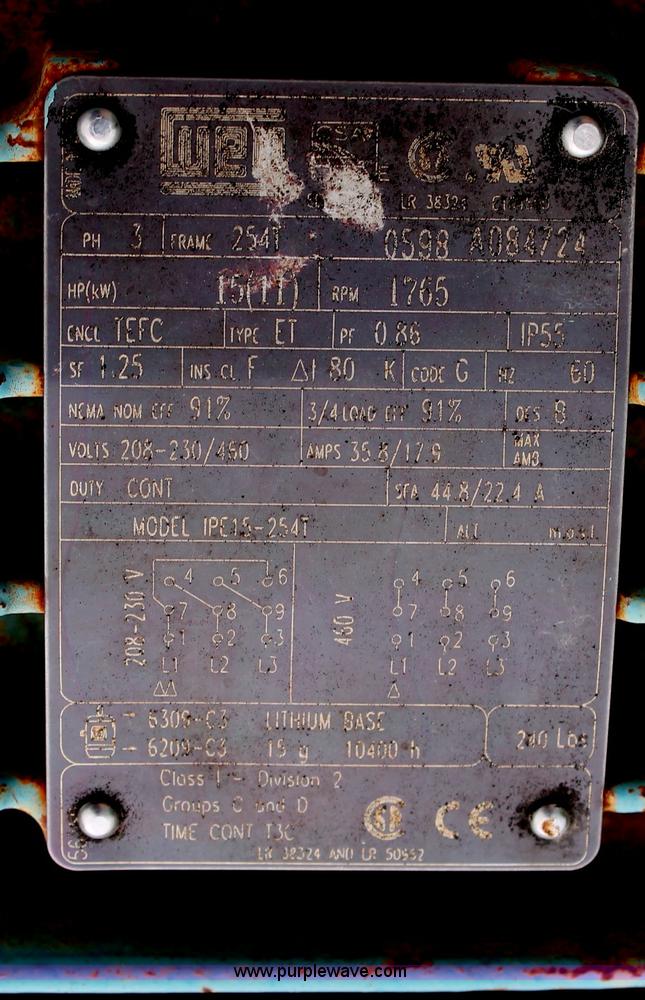 WEG
LR 38324
PH 3 FRAME 254T 0598 A084724
HP(kW) 15(11) RPM 1765
ENCL TEFC TYPE ET PF 0.86 IP55
SF 1.25 INS.CL. F Δt 80 K CODE G HZ 60
NEMA NOM EFF 91% 3/4 LOAD EFF 91% DES B
VOLTS 208-230/460 AMPS 35.8/17.9 MAX AMB.
DUTY CONT SFA 44.8/22.4 A
MODEL IPE15-254T ALT m.a.s.l.
208-230 V
4 5 6
7 8 9
1 2 3
L1 L2 L3
△△
460 V
4 5 6
7 8 9
1 2 3
L1 L2 L3
△
6309-C3 LITHIUM BASE
6209-C3 15 g 10400 h
Lbs
Class I - Division 2
Groups C and D
TIME CONT T3C
CE
LR 38324 AND LR 50962
www.purplewave.com